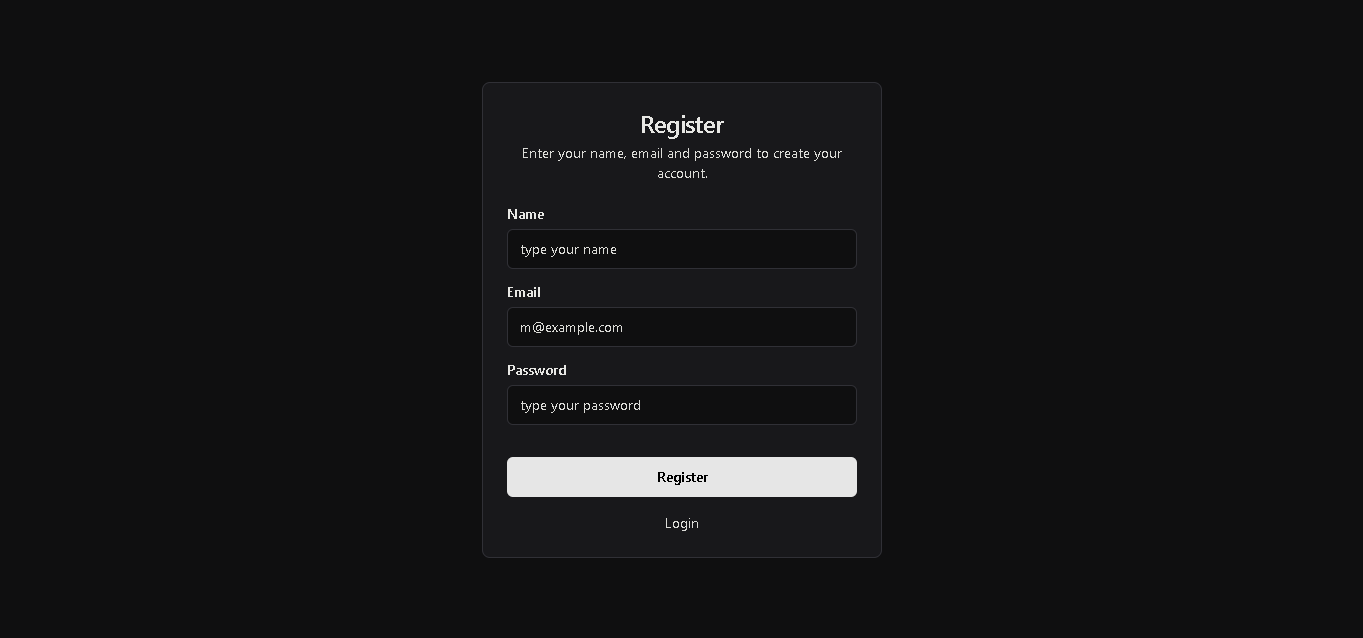 Register
Enter your name, email and password to create your
account.
Name
type your name
Email
m@example.com
Password
type your password
Register
Login